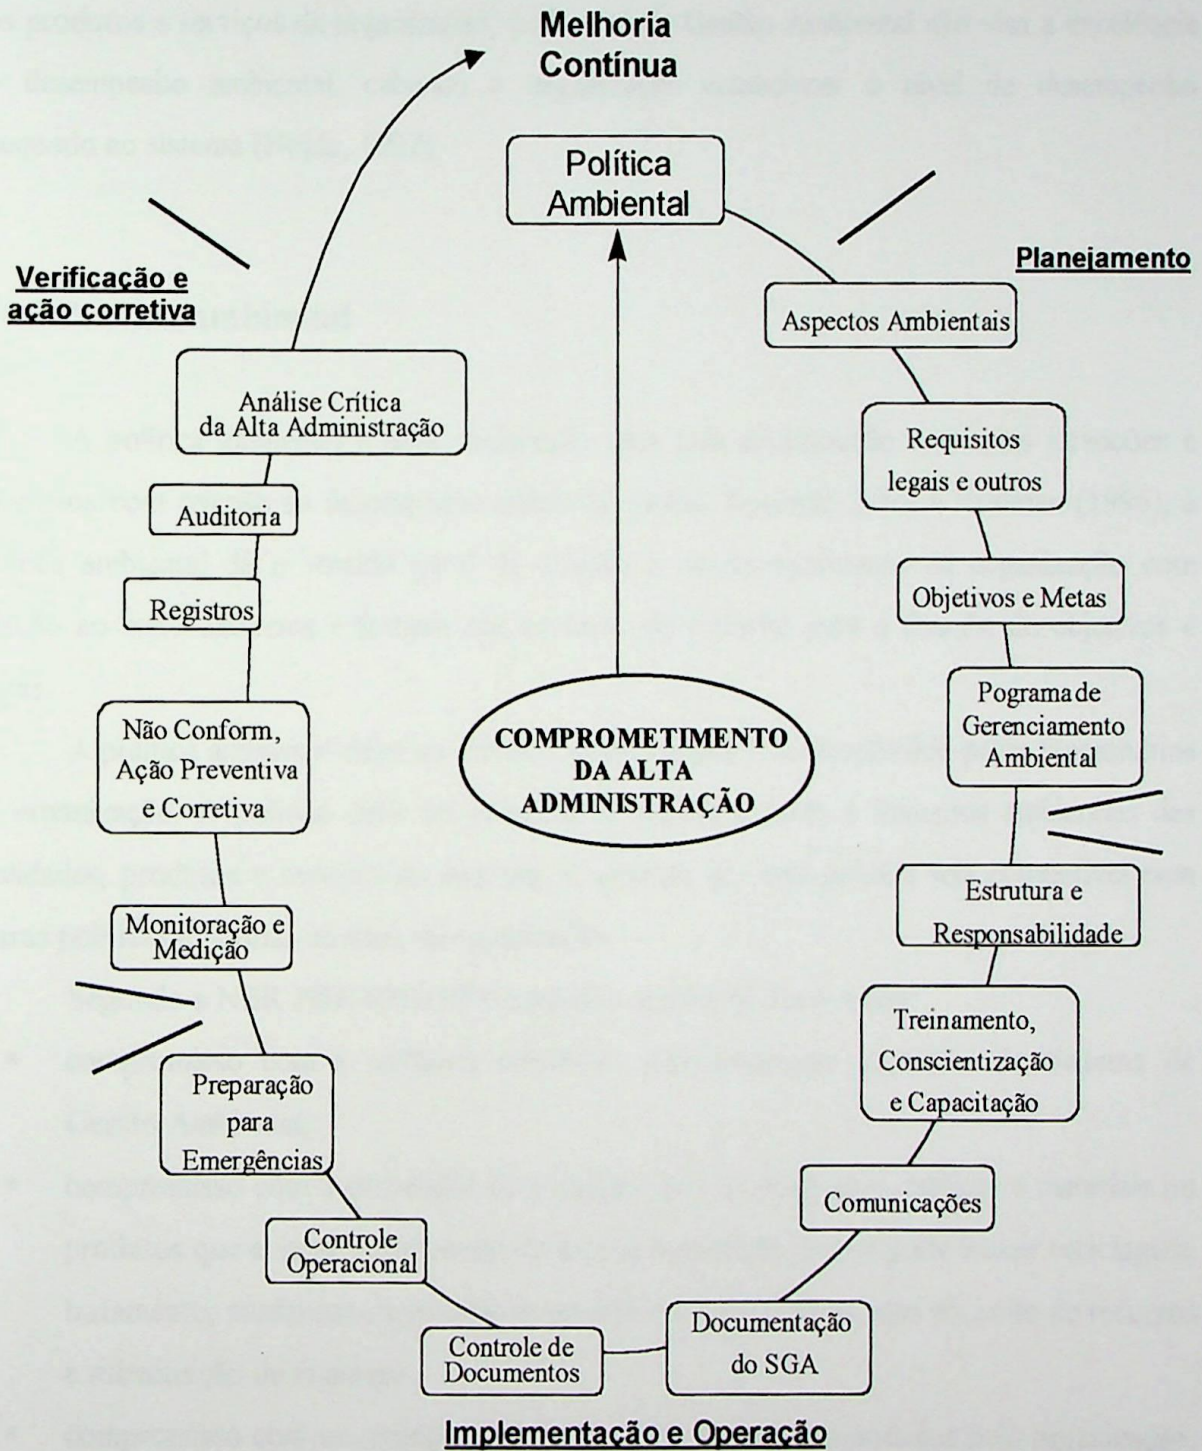 Melhoria
Contínua
Política
Ambiental
Planejamento
Aspectos Ambientais
Requisitos
legais e outros
Objetivos e Metas
Pograma de
Gerenciamento
Ambiental
Estrutura e
Responsabilidade
Treinamento,
Conscientização
e Capacitação
Comunicações
Documentação
do SGA
Implementação e Operação
Controle de
Documentos
Controle
Operacional
Preparação
para
Emergências
Monitoração e
Medição
Não Conform,
Ação Preventiva
e Corretiva
Registros
Auditoria
Análise Crítica
da Alta Administração
Verificação e
ação corretiva
COMPROMETIMENTO
DA ALTA
ADMINISTRAÇÃO